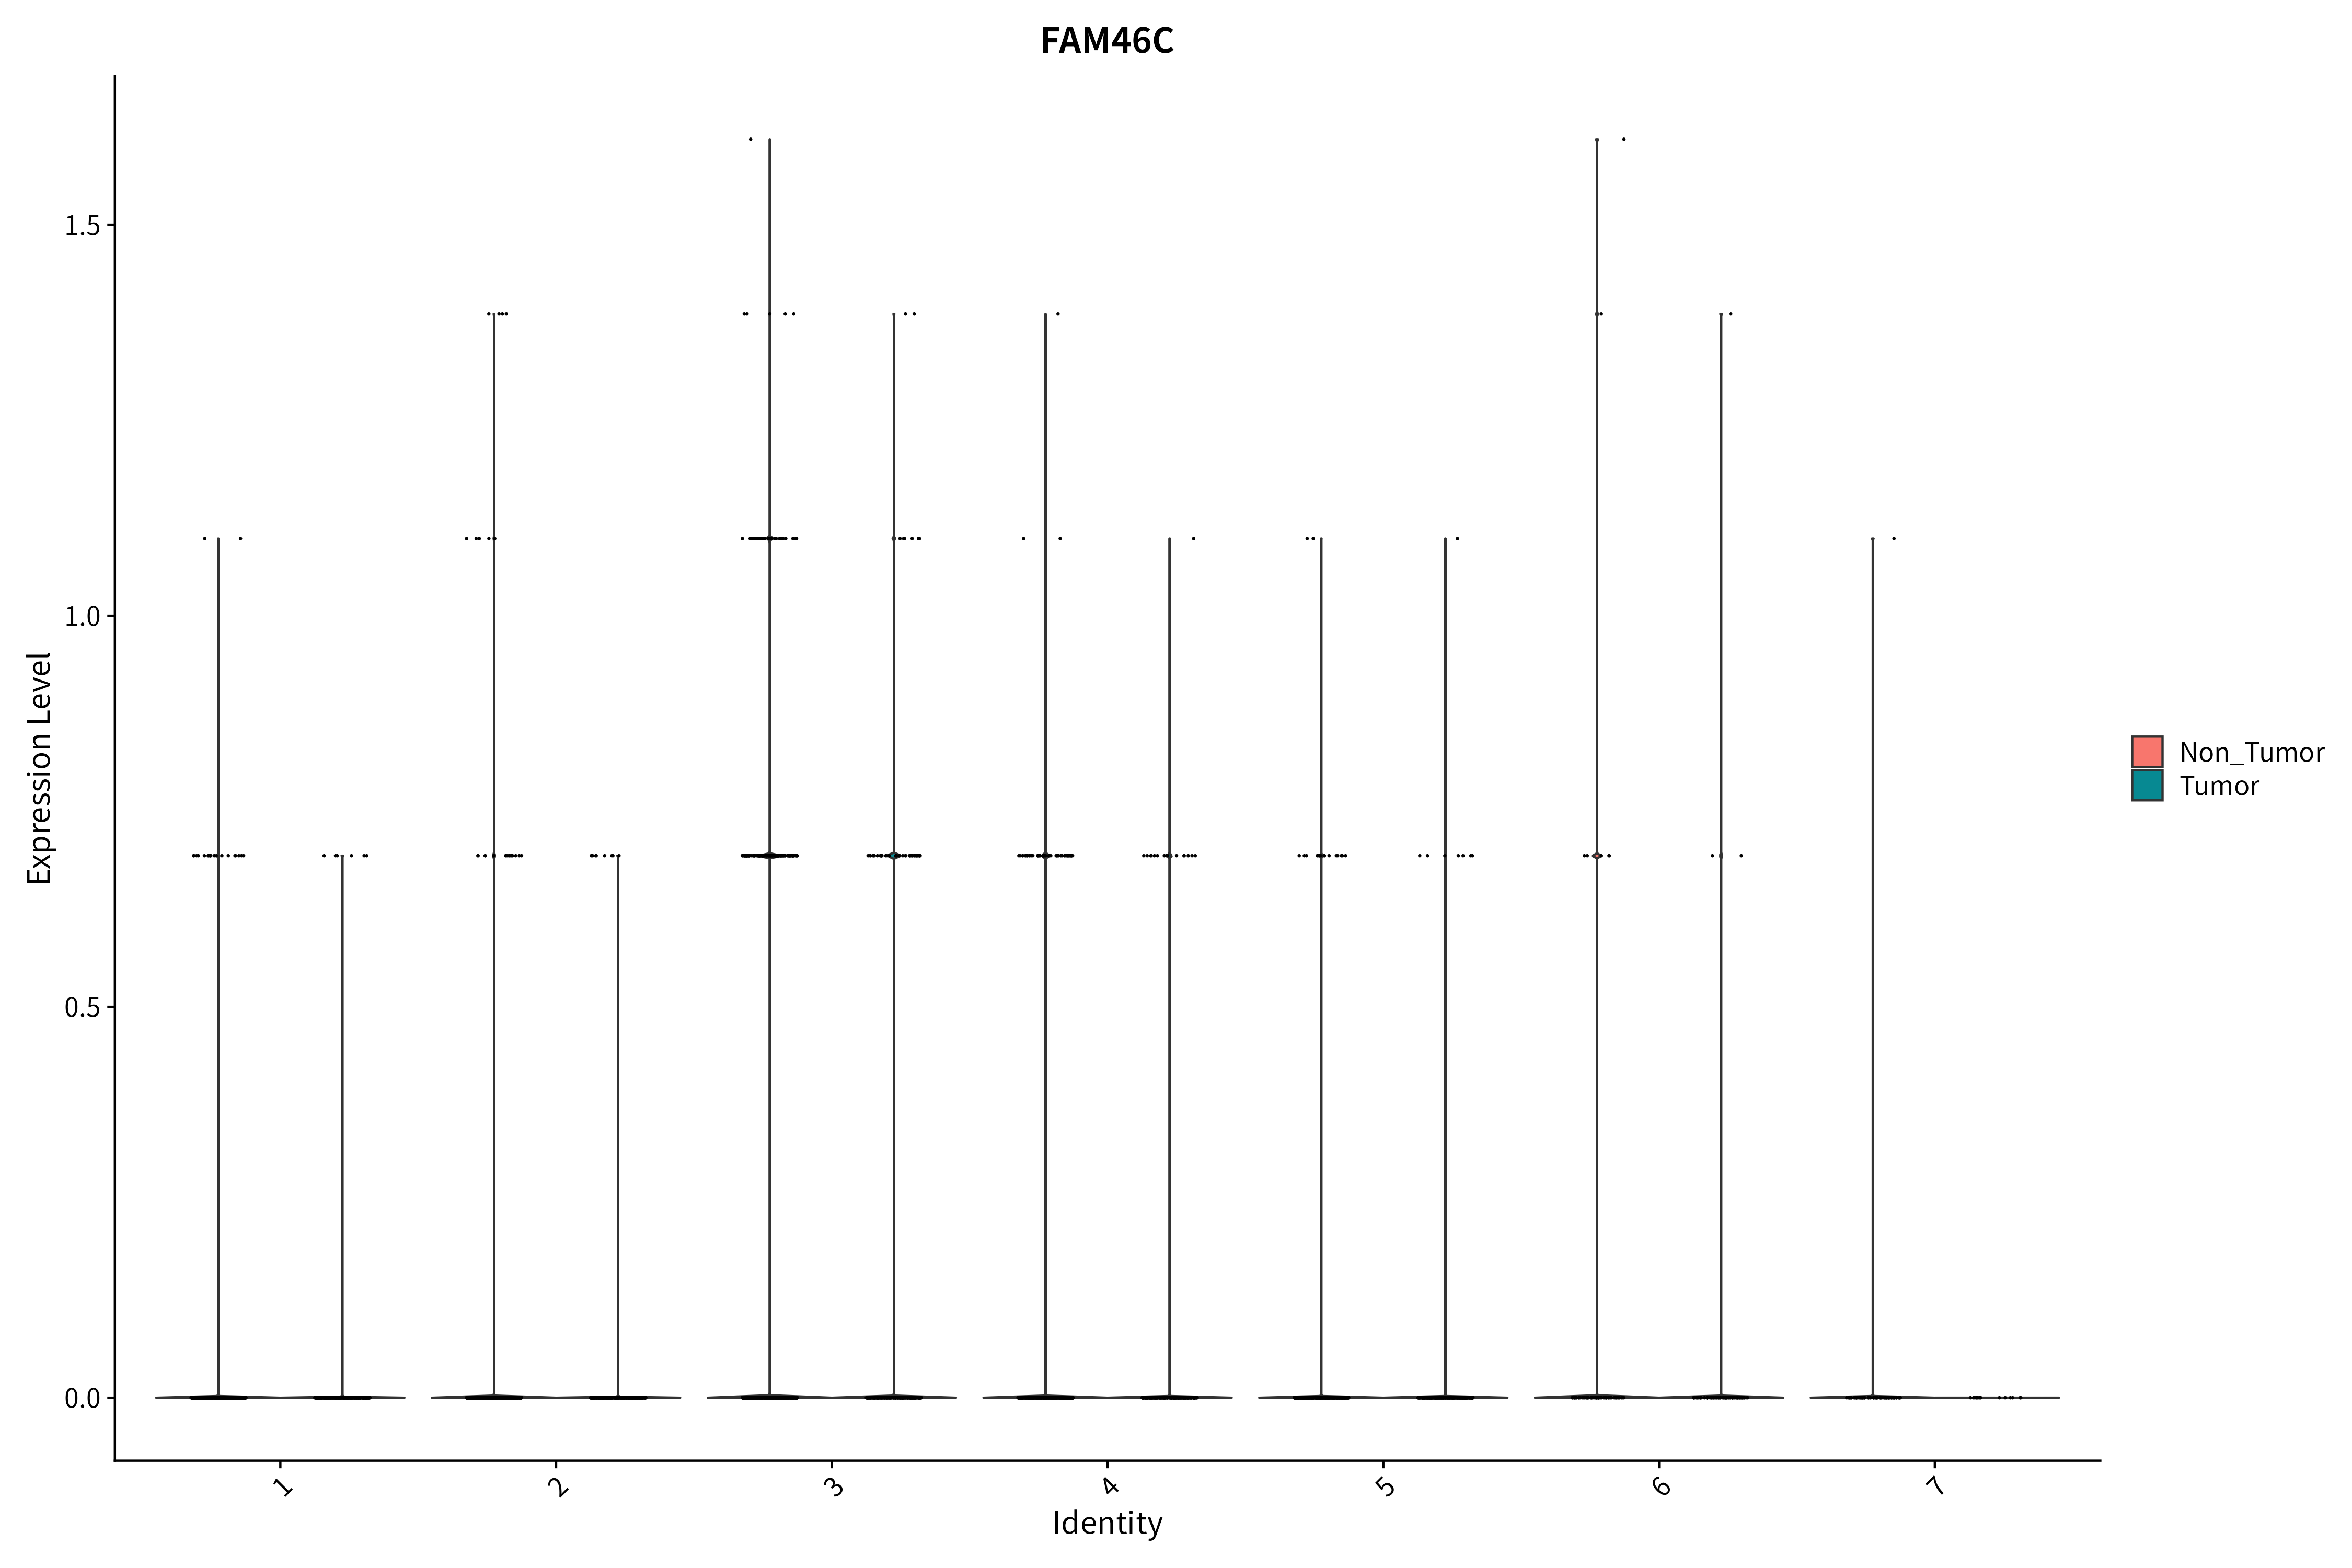 FAM46C
Expression Level
1.5
1.0
0.5
0.0
1
2
3
4
5
6
7
Identity
Non_Tumor
Tumor